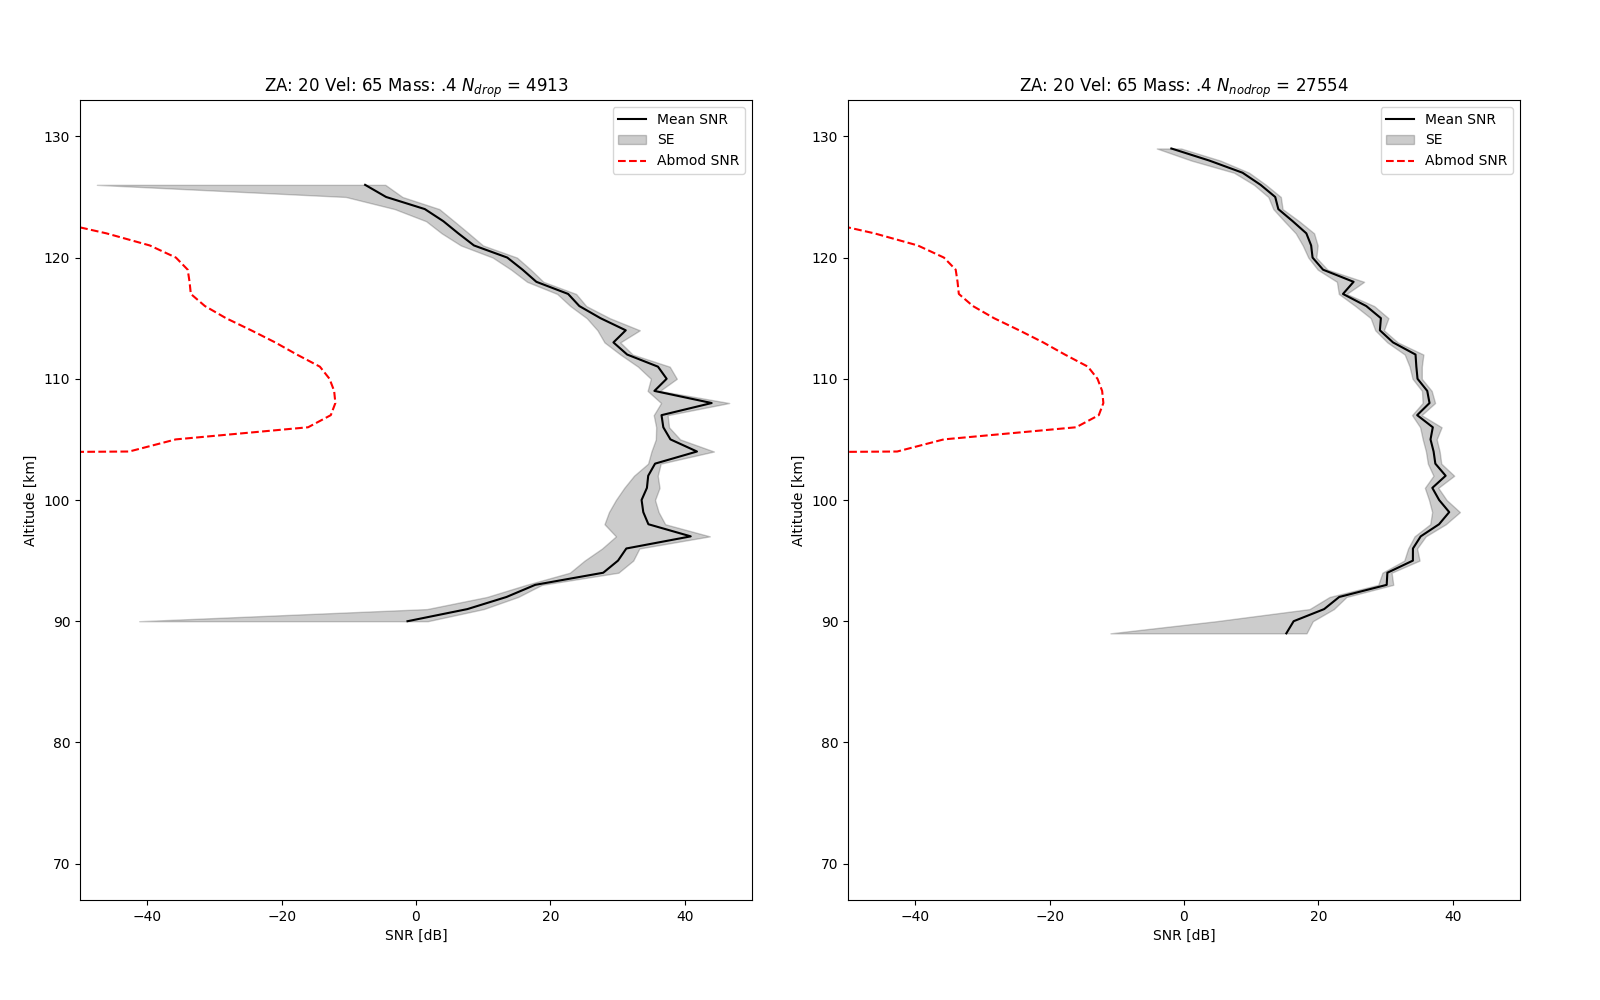 ZA: 20 Vel: 65 Mass: .4 N_drop = 4913
Mean SNR
SE
Abmod SNR
130
120
110
100
90
80
70
Altitude [km]
−40
−20
0
20
40
SNR [dB]
ZA: 20 Vel: 65 Mass: .4 N_nodrop = 27554
Mean SNR
SE
Abmod SNR
130
120
110
100
90
80
70
Altitude [km]
−40
−20
0
20
40
SNR [dB]